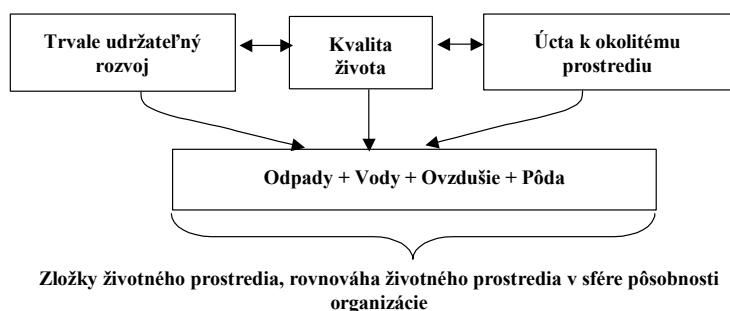 Trvale udržateľný
rozvoj
Kvalita
života
Úcta k okolitému
prostrediu
Odpady + Vody + Ovzdušie + Pôda
Zložky životného prostredia, rovnováha životného prostredia v sfére pôsobnosti
organizácie